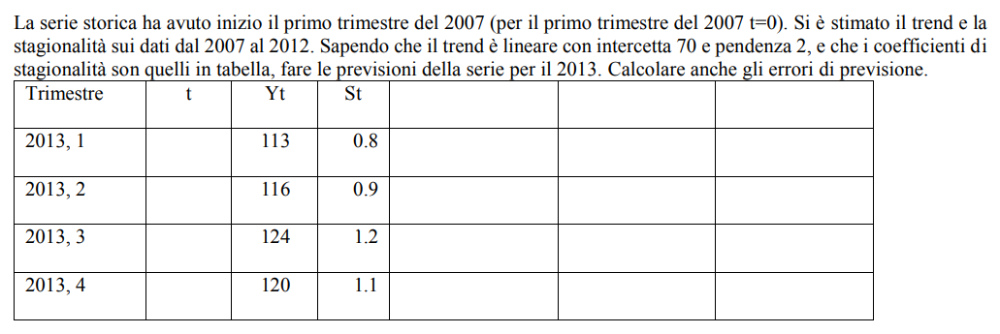 La serie storica ha avuto inizio il primo trimestre del 2007 (per il primo trimestre del 2007 t=0). Si è stimato il trend e la
stagionalità sui dati dal 2007 al 2012. Sapendo che il trend è lineare con intercetta 70 e pendenza 2, e che i coefficienti di
stagionalità son quelli in tabella, fare le previsioni della serie per il 2013. Calcolare anche gli errori di previsione.
Trimestre t Yt St
2013, 1 113 0.8
2013, 2 116 0.9
2013, 3 124 1.2
2013, 4 120 1.1